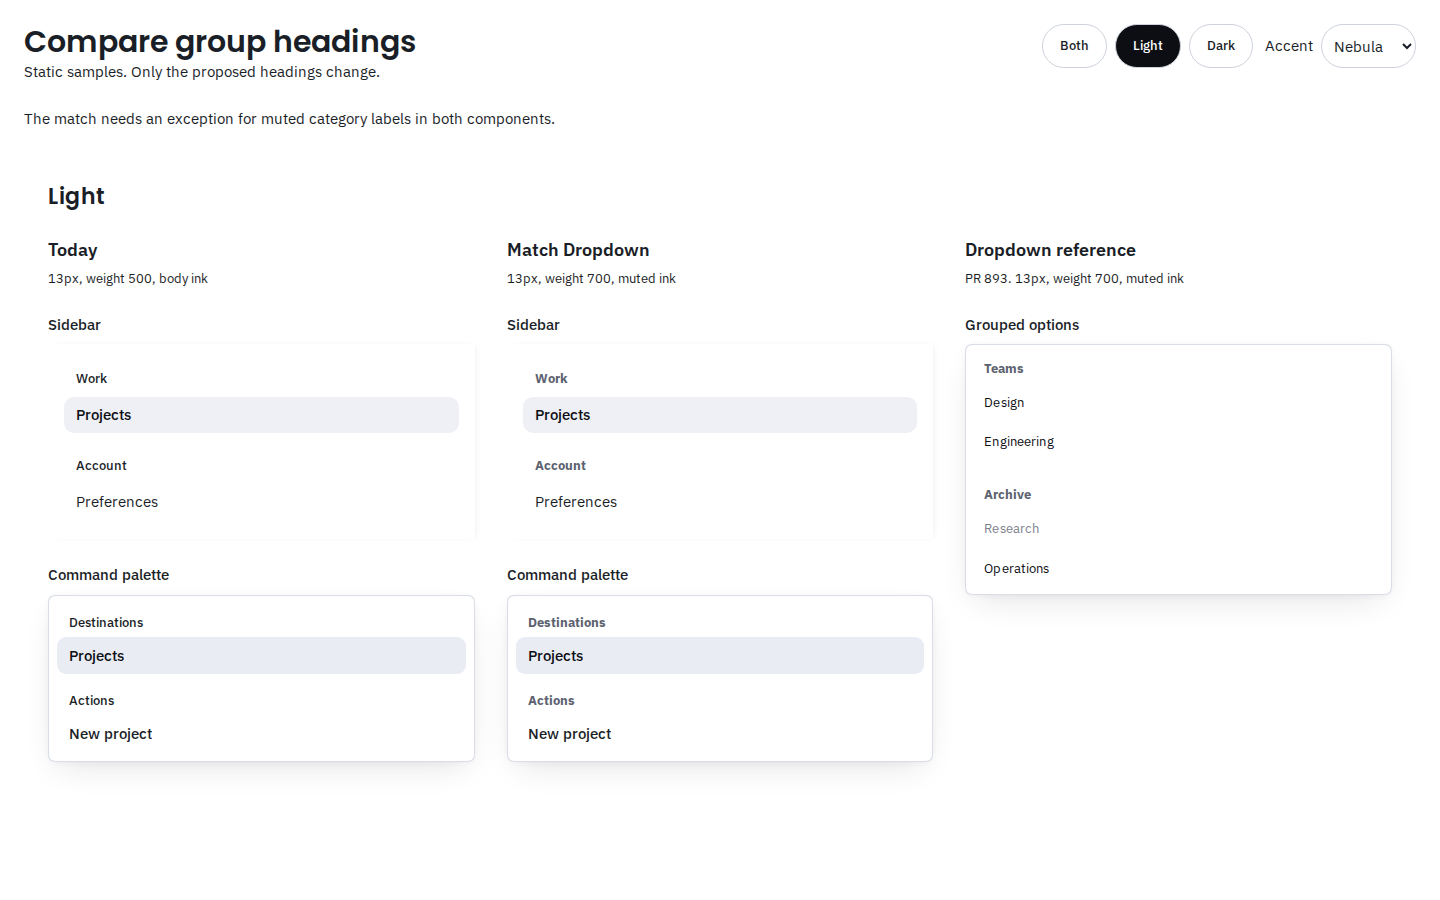 Compare group headings
Static samples. Only the proposed headings change.
Both
Light
Dark
Accent
Nebula
The match needs an exception for muted category labels in both components.
Light
Today
13px, weight 500, body ink
Sidebar
Work
Projects
Account
Preferences
Command palette
Destinations
Projects
Actions
New project
Match Dropdown
13px, weight 700, muted ink
Sidebar
Work
Projects
Account
Preferences
Command palette
Destinations
Projects
Actions
New project
Dropdown reference
PR 893. 13px, weight 700, muted ink
Grouped options
Teams
Design
Engineering
Archive
Research
Operations